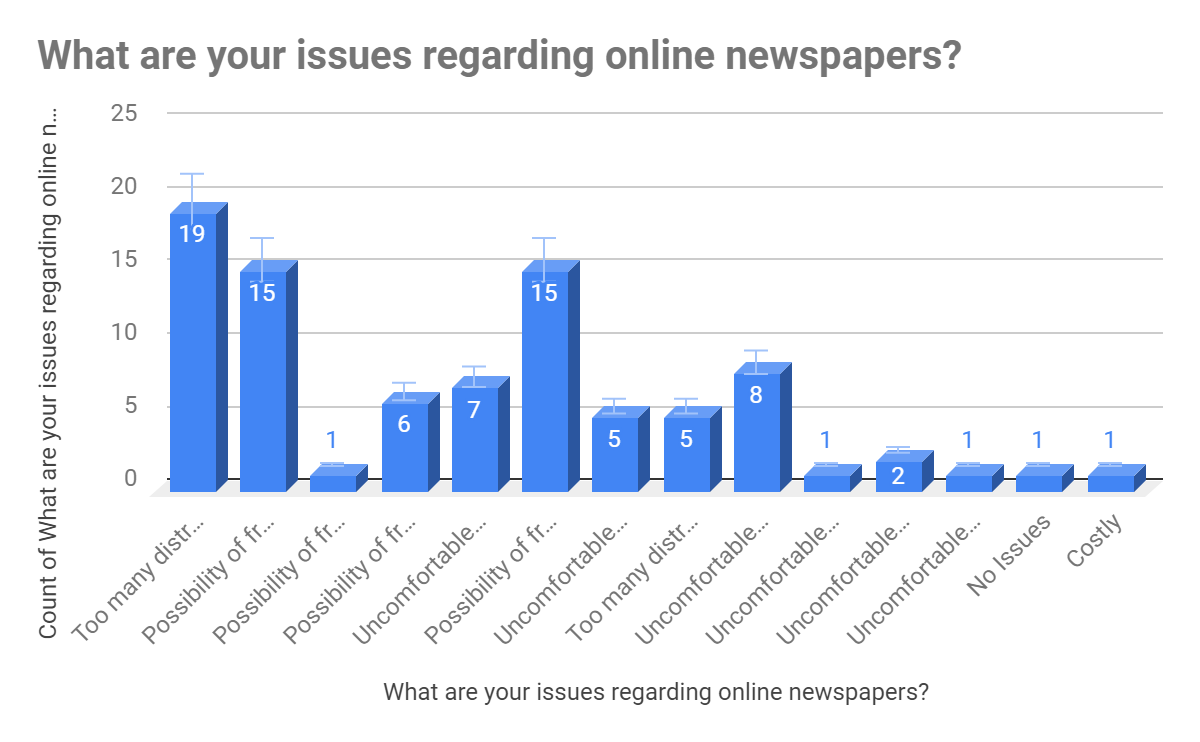 What are your issues regarding online newspapers?
Count of What are your issues regarding online n...
25
20
15
10
5
0
19
15
1
6
7
15
5
5
8
1
2
1
1
1
Too many distr...
Possibility of fr...
Possibility of fr...
Possibility of fr...
Uncomfortable...
Possibility of fr...
Uncomfortable...
Too many distr...
Uncomfortable...
Uncomfortable...
Uncomfortable...
Uncomfortable...
No Issues
Costly
What are your issues regarding online newspapers?